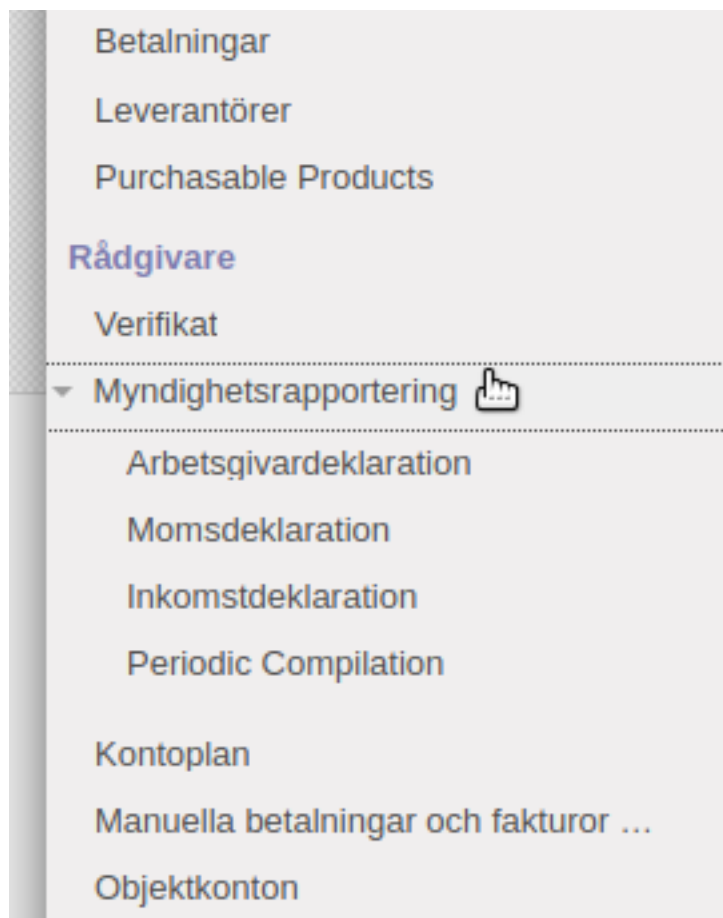 Betalningar
Leverantörer
Purchasable Products
Rådgivare
Verifikat
Myndighetsrapportering
Arbetsgivardeklaration
Momsdeklaration
Inkomstdeklaration
Periodic Compilation
Kontoplan
Manuella betalningar och fakturor …
Objektkonton